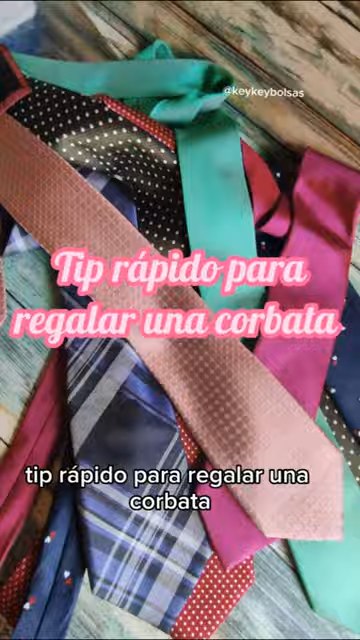 @keykeybolsas
Tip rápido para
regalar una corbata
tip rápido para regalar una
corbata